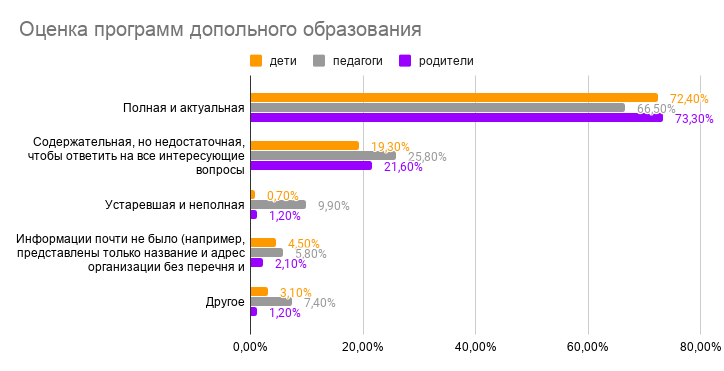 Оценка программ допольного образования
дети педагоги родители
Полная и актуальная
72,40%
66,50%
73,30%
Содержательная, но недостаточная,
чтобы ответить на все интересующие
вопросы
19,30%
25,80%
21,60%
Устаревшая и неполная
0,70%
9,90%
1,20%
Информации почти не было (например,
представлены только название и адрес
организации без перечня и
4,50%
5,80%
2,10%
Другое
3,10%
7,40%
1,20%
0,00% 20,00% 40,00% 60,00% 80,00%